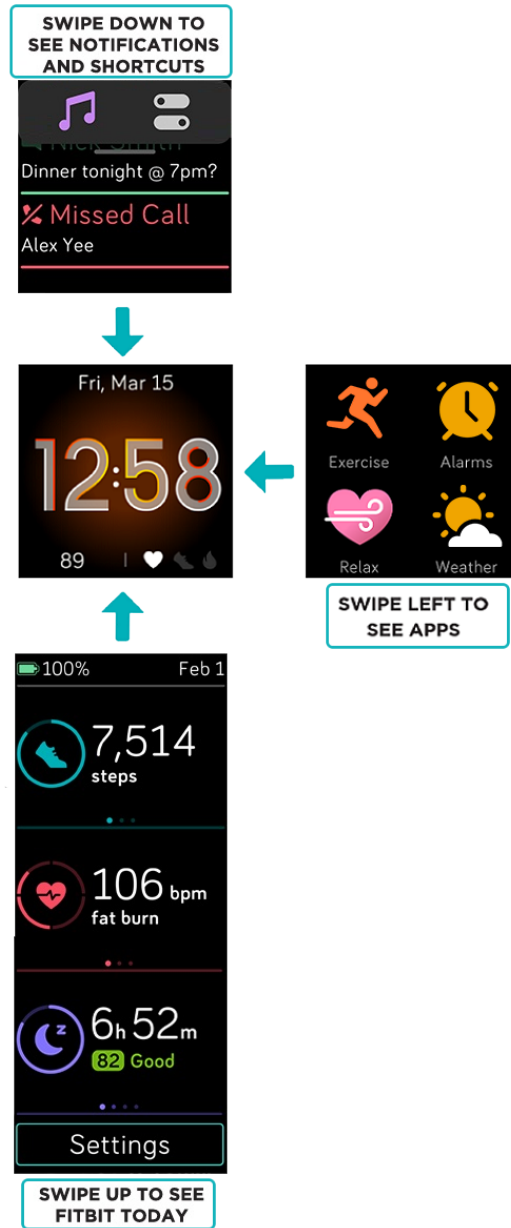 SWIPE DOWN TO
SEE NOTIFICATIONS
AND SHORTCUTS
Nick Smith
Dinner tonight @ 7pm?
Missed Call
Alex Yee
Fri, Mar 15
12:58
89
Exercise
Alarms
Relax
Weather
SWIPE LEFT TO
SEE APPS
100%
Feb 1
7,514
steps
106 bpm
fat burn
z
6h 52m
82 Good
Settings
SWIPE UP TO SEE
FITBIT TODAY